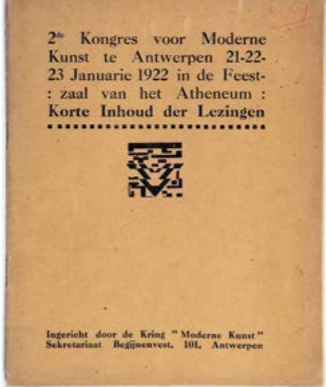 2de Kongres voor Moderne
Kunst te Antwerpen 21-22-
23 Januarie 1922 in de Feest-
: zaal van het Atheneum :
Korte Inhoud der Lezingen
Ingericht door de Kring "Moderne Kunst"
Sekretariaat Begijnenvest, 101, Antwerpen